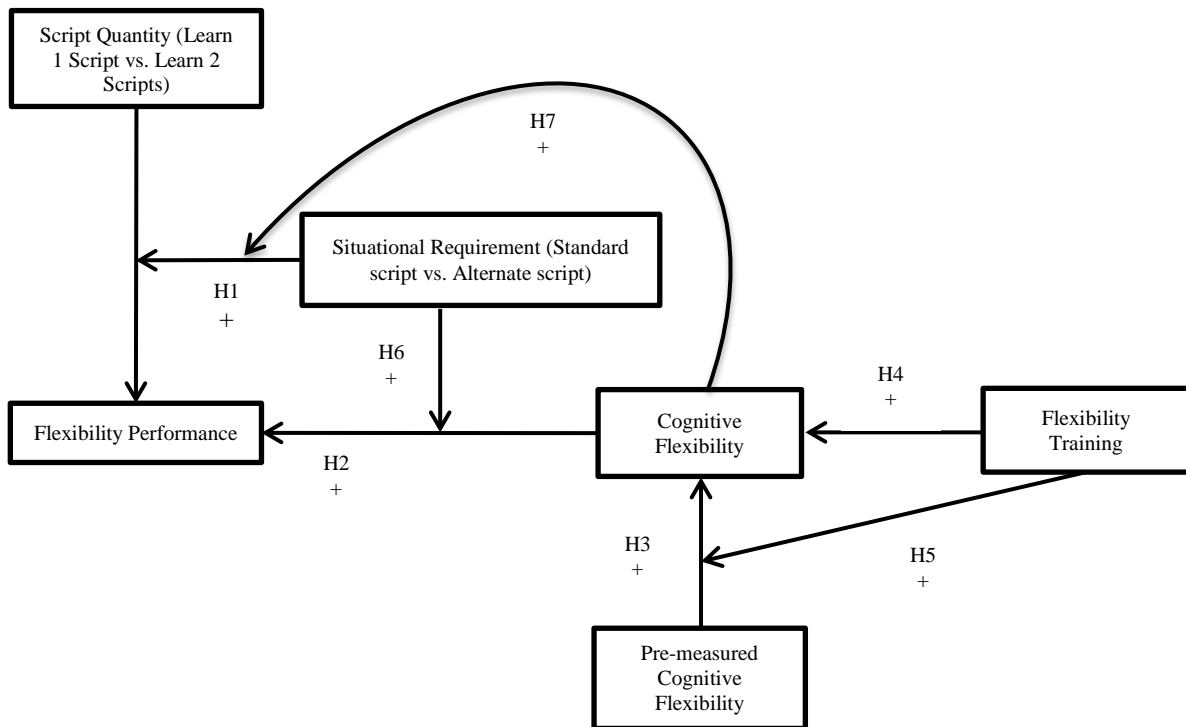 Script Quantity (Learn
1 Script vs. Learn 2
Scripts)
H7
+
Situational Requirement (Standard
script vs. Alternate script)
H1
+
H6
+
H4
+
Flexibility Performance
Cognitive
Flexibility
Flexibility
Training
H2
+
H3
+
H5
+
Pre-measured
Cognitive
Flexibility